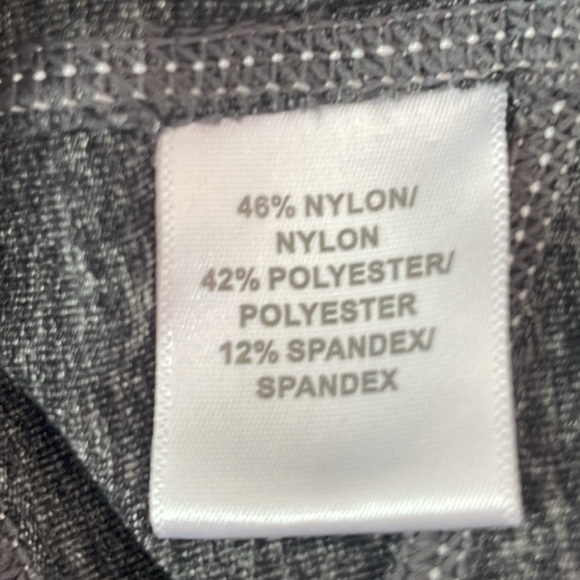 46% NYLON/
NYLON
42% POLYESTER/
POLYESTER
12% SPANDEX/
SPANDEX